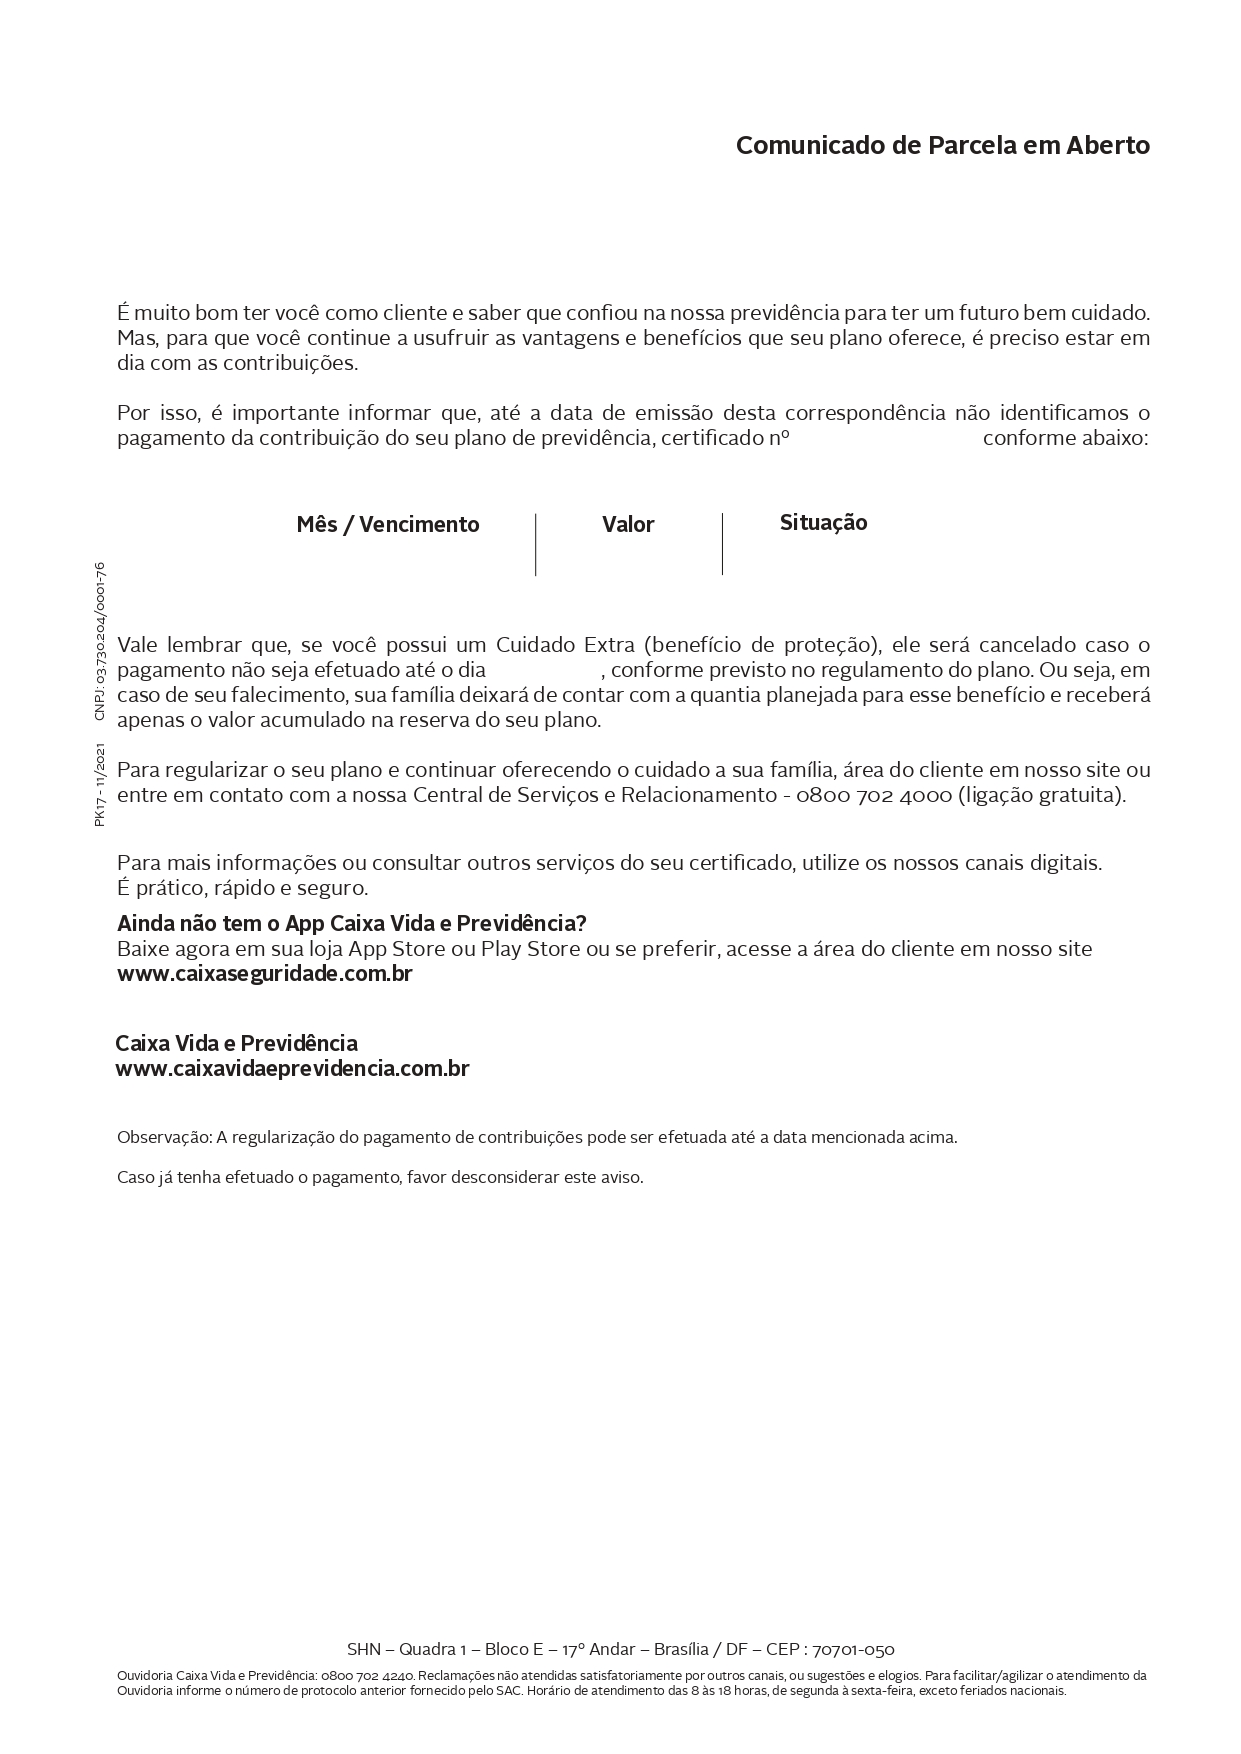 Comunicado de Parcela em Aberto
É muito bom ter você como cliente e saber que confiou na nossa previdência para ter um futuro bem cuidado.
Mas, para que você continue a usufruir as vantagens e benefícios que seu plano oferece, é preciso estar em
dia com as contribuições.
Por isso, é importante informar que, até a data de emissão desta correspondência não identificamos o
pagamento da contribuição do seu plano de previdência, certificado nº conforme abaixo:
Mês / Vencimento Valor Situação
Vale lembrar que, se você possui um Cuidado Extra (benefício de proteção), ele será cancelado caso o
pagamento não seja efetuado até o dia , conforme previsto no regulamento do plano. Ou seja, em
caso de seu falecimento, sua família deixará de contar com a quantia planejada para esse benefício e receberá
apenas o valor acumulado na reserva do seu plano.
Para regularizar o seu plano e continuar oferecendo o cuidado a sua família, área do cliente em nosso site ou
entre em contato com a nossa Central de Serviços e Relacionamento - 0800 702 4000 (ligação gratuita).
PK17 - 11/2021 CNPJ: 03.730.204/0001-76
Para mais informações ou consultar outros serviços do seu certificado, utilize os nossos canais digitais.
É prático, rápido e seguro.
Ainda não tem o App Caixa Vida e Previdência?
Baixe agora em sua loja App Store ou Play Store ou se preferir, acesse a área do cliente em nosso site
www.caixaseguridade.com.br
Caixa Vida e Previdência
www.caixavidaeprevidencia.com.br
Observação: A regularização do pagamento de contribuições pode ser efetuada até a data mencionada acima.
Caso já tenha efetuado o pagamento, favor desconsiderar este aviso.
SHN – Quadra 1 – Bloco E – 17° Andar – Brasília / DF – CEP : 70701-050
Ouvidoria Caixa Vida e Previdência: 0800 702 4240. Reclamações não atendidas satisfatoriamente por outros canais, ou sugestões e elogios. Para facilitar/agilizar o atendimento da
Ouvidoria informe o número de protocolo anterior fornecido pelo SAC. Horário de atendimento das 8 às 18 horas, de segunda à sexta-feira, exceto feriados nacionais.